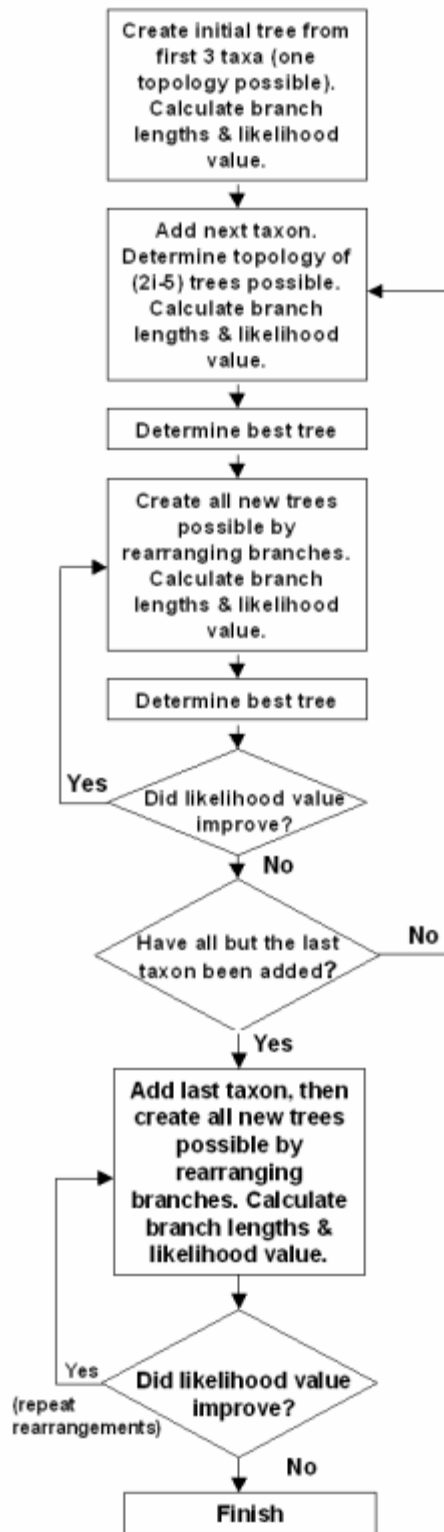 Create initial tree from
first 3 taxa (one
topology possible).
Calculate branch
lengths & likelihood
value.
Add next taxon.
Determine topology of
(2i-5) trees possible.
Calculate branch
lengths & likelihood
value.
Determine best tree
Create all new trees
possible by
rearranging branches.
Calculate branch
lengths & likelihood
value.
Determine best tree
Yes
Did likelihood value
improve?
No
Have all but the last
taxon been added?
No
Yes
Add last taxon, then
create all new trees
possible by
rearranging
branches. Calculate
branch lengths &
likelihood value.
Yes
(repeat
rearrangements)
Did likelihood value
improve?
No
Finish